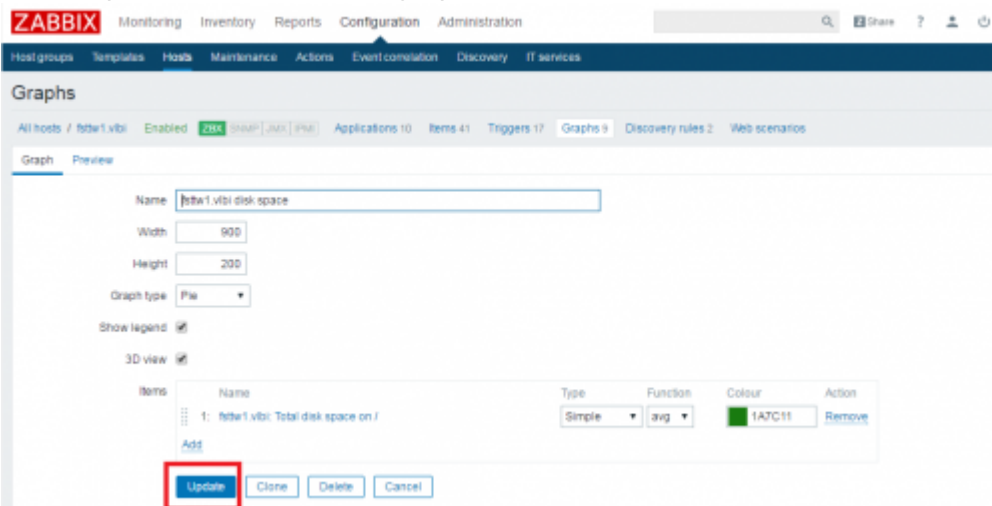 ZABBIX Monitoring Inventory Reports Configuration Administration Share ?
Host groups Templates Hosts Maintenance Actions Event correlation Discovery IT services
Graphs
All hosts / fsttw1.vlbi Enabled ZBX SNMP JMX IPMI Applications 10 Items 41 Triggers 17 Graphs 9 Discovery rules 2 Web scenarios
Graph Preview
Name fsttw1.vlbi disk space
Width 900
Height 200
Graph type Pie
Show legend
3D view
Items Name Type Function Colour Action
1: fsttw1.vlbi: Total disk space on / Simple avg 1A7C11 Remove
Add
Update Clone Delete Cancel